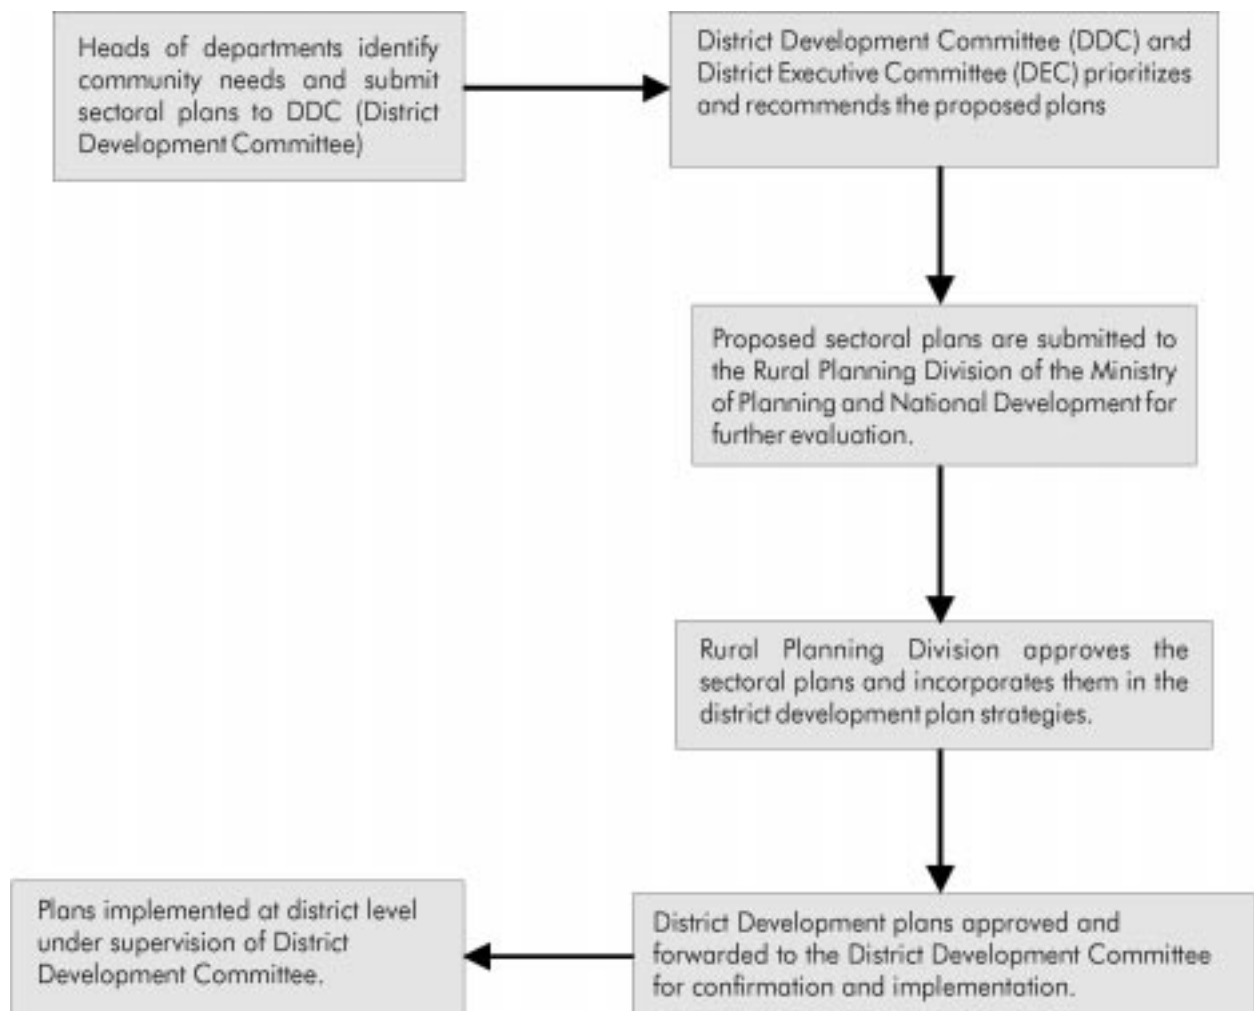 Heads of departments identify
community needs and submit
sectoral plans to DDC (District
Development Committee)
District Development Committee (DDC) and
District Executive Committee (DEC) prioritizes
and recommends the proposed plans
Proposed sectoral plans are submitted to
the Rural Planning Division of the Ministry
of Planning and National Development for
further evaluation.
Rural Planning Division approves the
sectoral plans and incorporates them in the
district development plan strategies.
District Development plans approved and
forwarded to the District Development Committee
for confirmation and implementation.
Plans implemented at district level
under supervision of District
Development Committee.